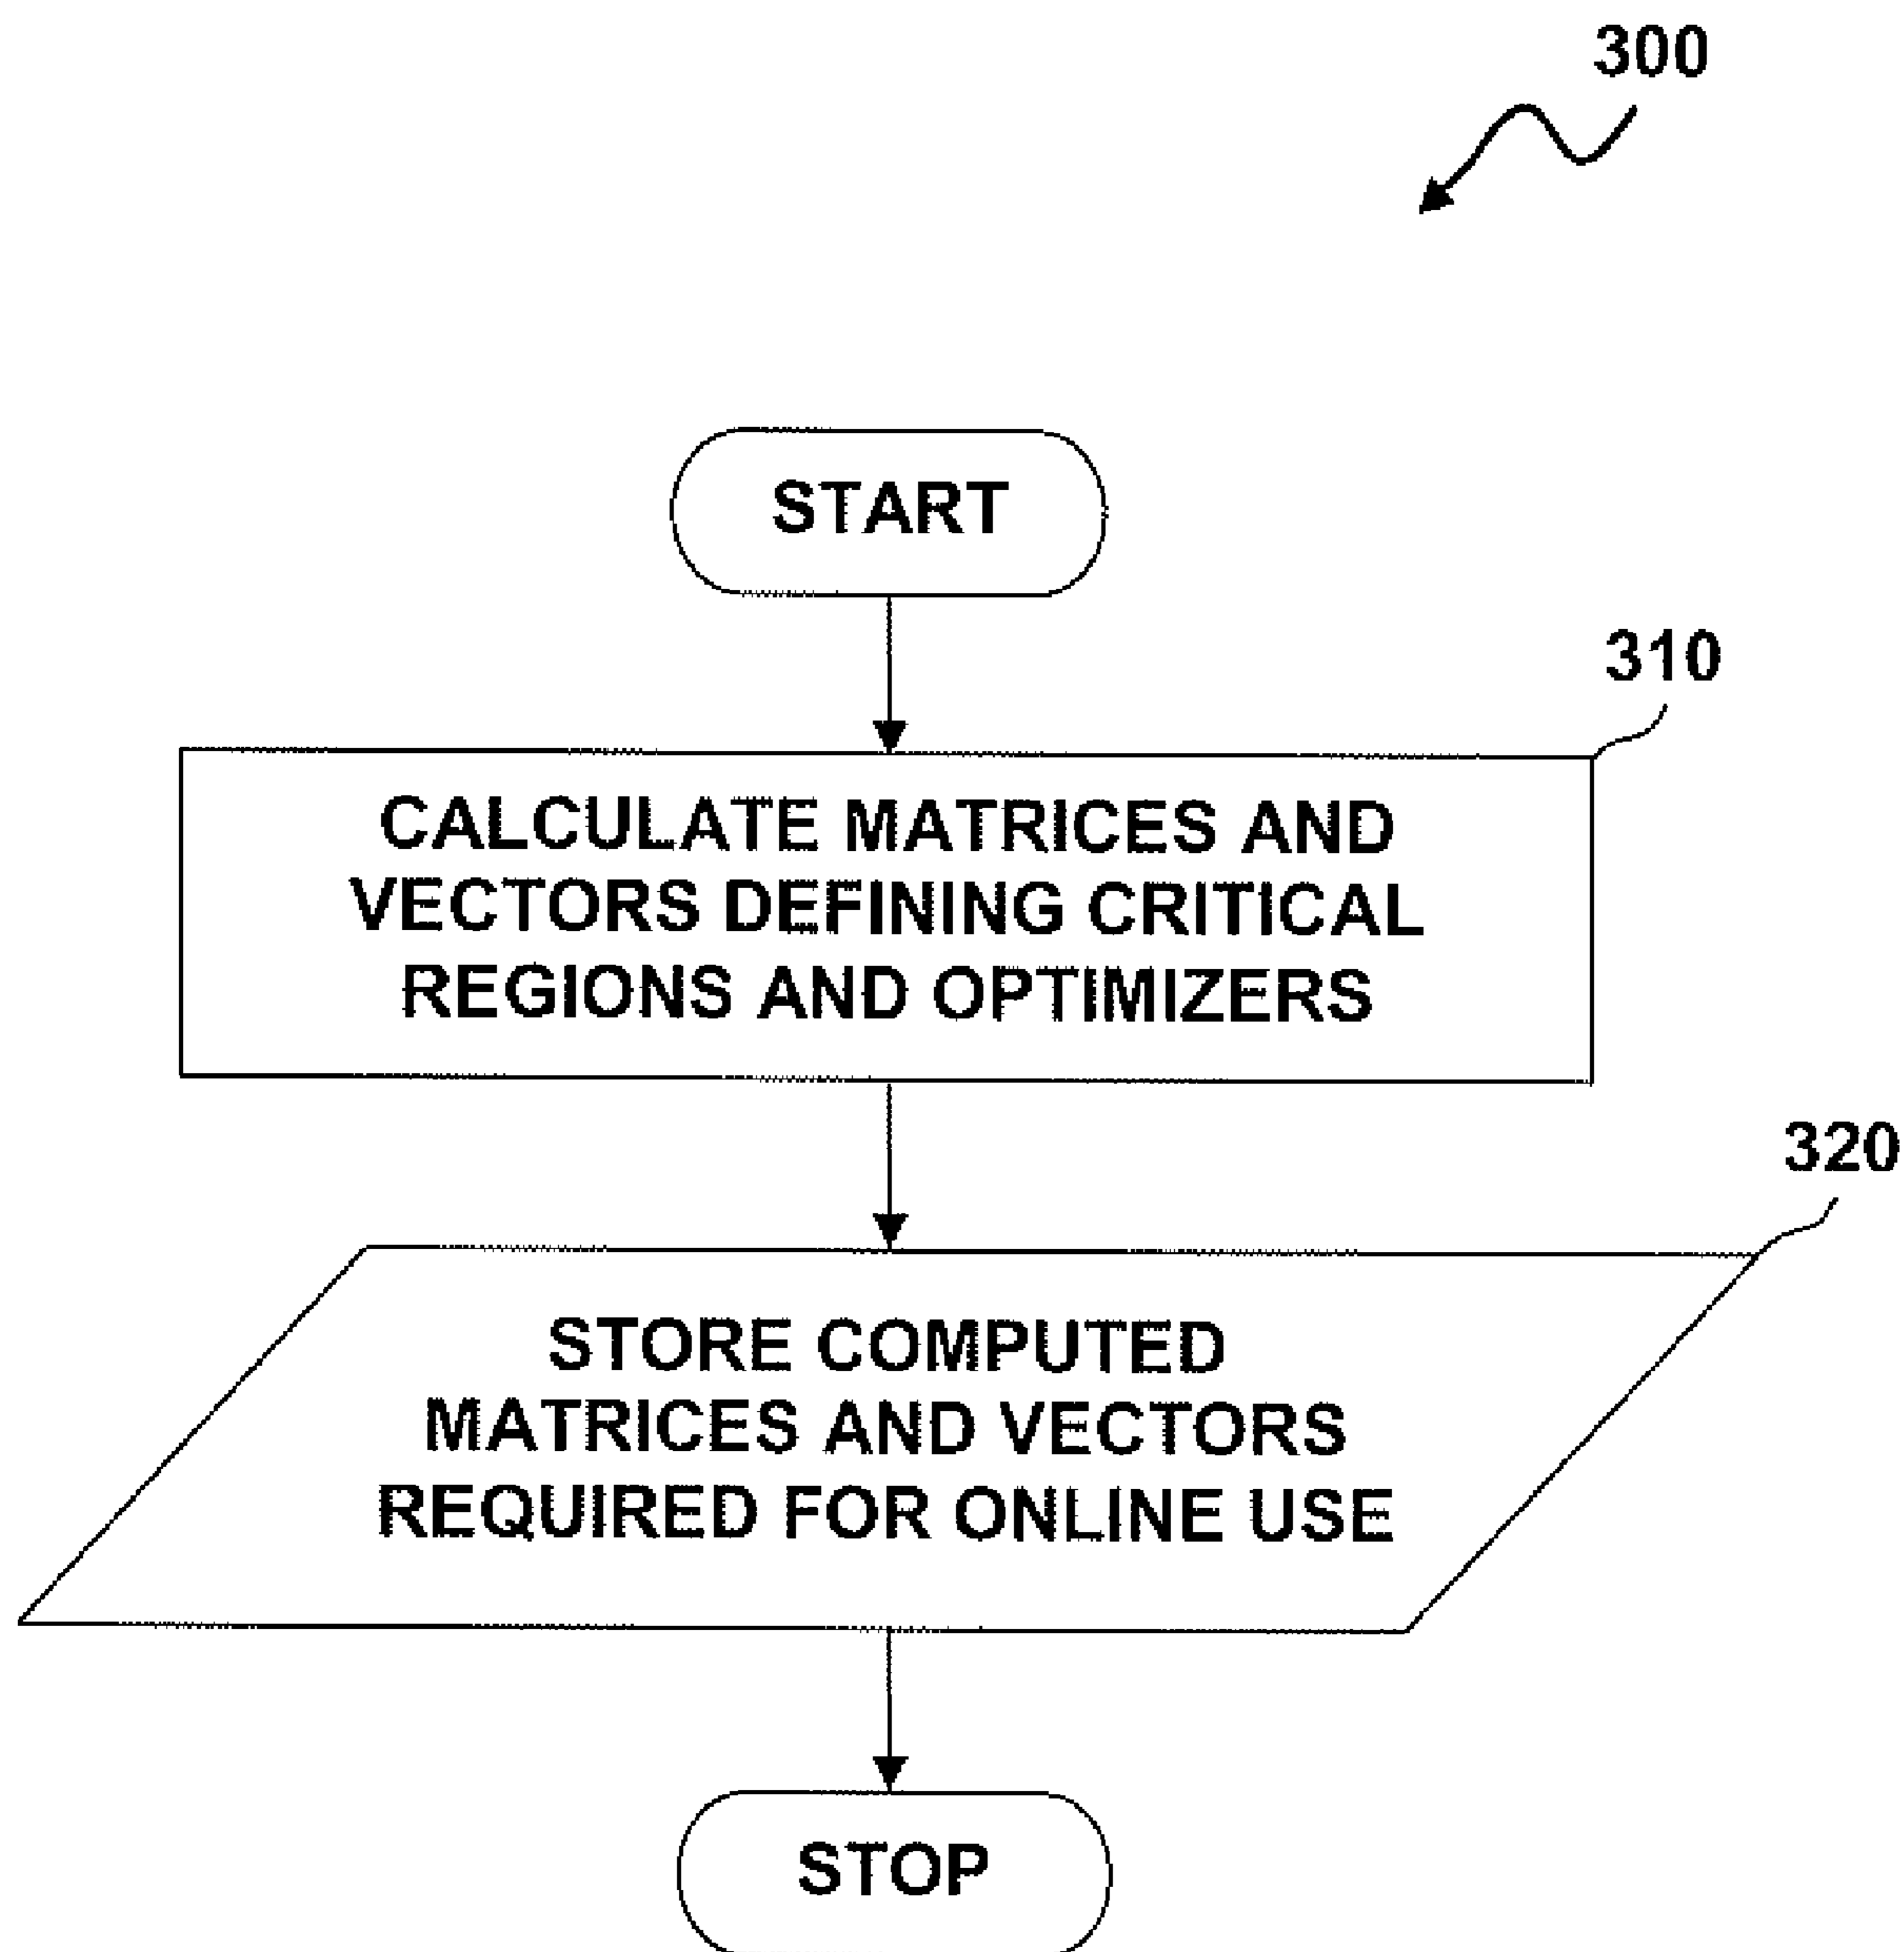 300
START
310
CALCULATE MATRICES AND
VECTORS DEFINING CRITICAL
REGIONS AND OPTIMIZERS
320
STORE COMPUTED
MATRICES AND VECTORS
REQUIRED FOR ONLINE USE
STOP